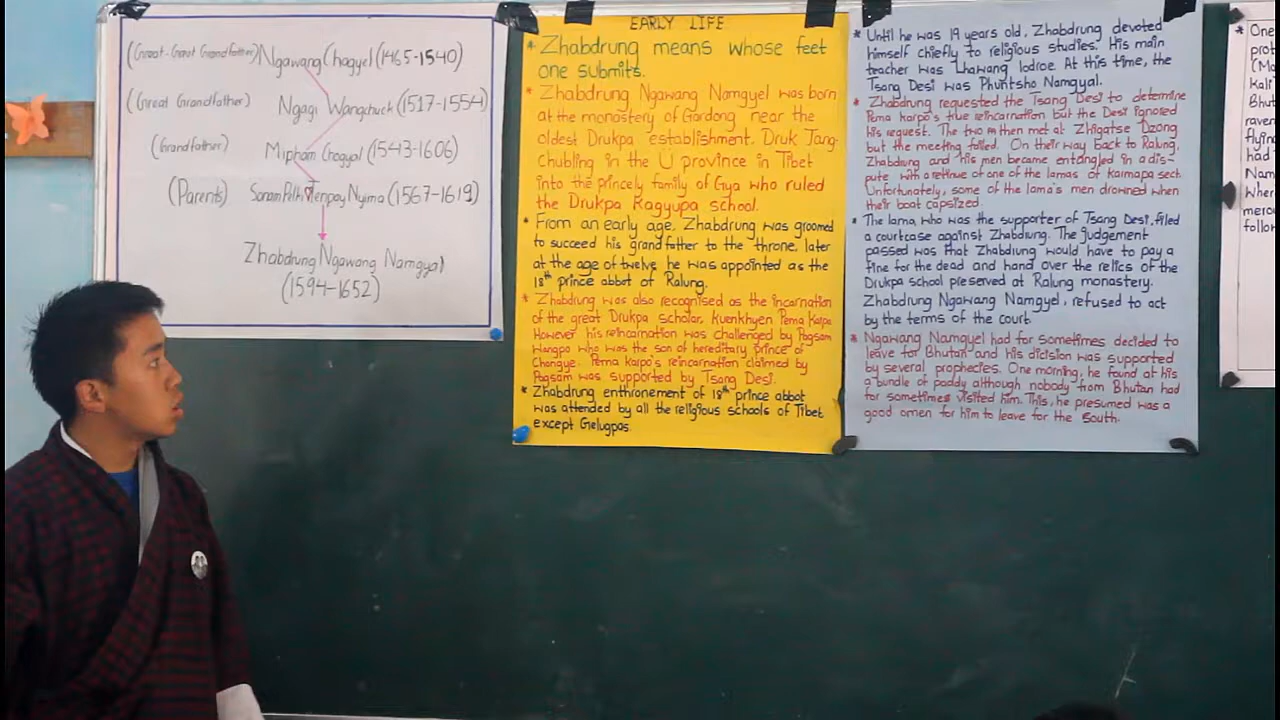 (Great-Great Grandfather) Ngawang Chogyel (1465-1540)
(Great Grandfather) Ngagi Wangchuck (1517-1554)
(Grandfather) Mipham Chogyal (1543-1606)
(Parents) Sonam Pelki Tenpay Nyima (1567-1619)
Zhabdrung Ngawang Namgyal
(1594-1652)
EARLY LIFE
* Zhabdrung means whose feet
one submits.
* Zhabdrung Ngawang Namgyel was born
at the monastery of Gardong near the
oldest Drukpa establishment, Druk Jang-
chubling in the U province in Tibet
into the princely family of Gya who ruled
the Drukpa Kagyupa school.
* From an early age, Zhabdrung was groomed
to succeed his grandfather to the throne. later
at the age of twelve, he was appointed as the
18th prince abbot of Ralung.
* Zhabdrung was also recognised as the incarnation
of the great Drukpa scholar, Kuenkhyen Pema Karpo
However his reincarnation was challenged by Pagsam
Wangpo who was the son of hereditary prince of
Chongye. Pema Karpo's reincarnation claimed by
Pagsam was supported by Tsang Desi.
* Zhabdrung enthronement of 18th prince abbot
was attended by all the religious schools of Tibet
except Gelugpas.
* Until he was 19 years old, Zhabdrung devoted
himself chiefly to religious studies. His main
teacher was Lhawang lodroe. At this time, the
Tsang Desi was Phuntsho Namgyal.
* Zhabdrung requested the Tsang Desi to determine
Pema Karpo's true reincarnation but the Desi ignored
his request. The two m then met at Zhigatse Dzong
but the meeting failed. On their way back to Ralung,
Zhabdrung and his men became entangled in a dis-
pute with a retinue of one of the lamas of Karmapa sect.
Unfortunately, some of the lama's men drowned when
their boat capsized.
* The lama, who was the supporter of Tsang Desi, filed
a courtcase against Zhabdrung. The judgement
passed was that Zhabdrung would have to pay a
fine for the dead and hand over the relics of the
Drukpa school preserved at Ralung monastery.
Zhabdrung Ngawang Namgyel, refused to act
by the terms of the court.
* Ngawang Namgyel had for sometimes decided to
leave for Bhutan and his dicision was supported
by several prophecies. One morning, he found at his
a bundle of paddy although nobody from Bhutan had
for sometimes visited him. This, he presumed was a
good omen for him to leave for the south.
* One
prot
(Ma
Kali
Bhut
raven
flyin
had
Nam
wher
mero
follow